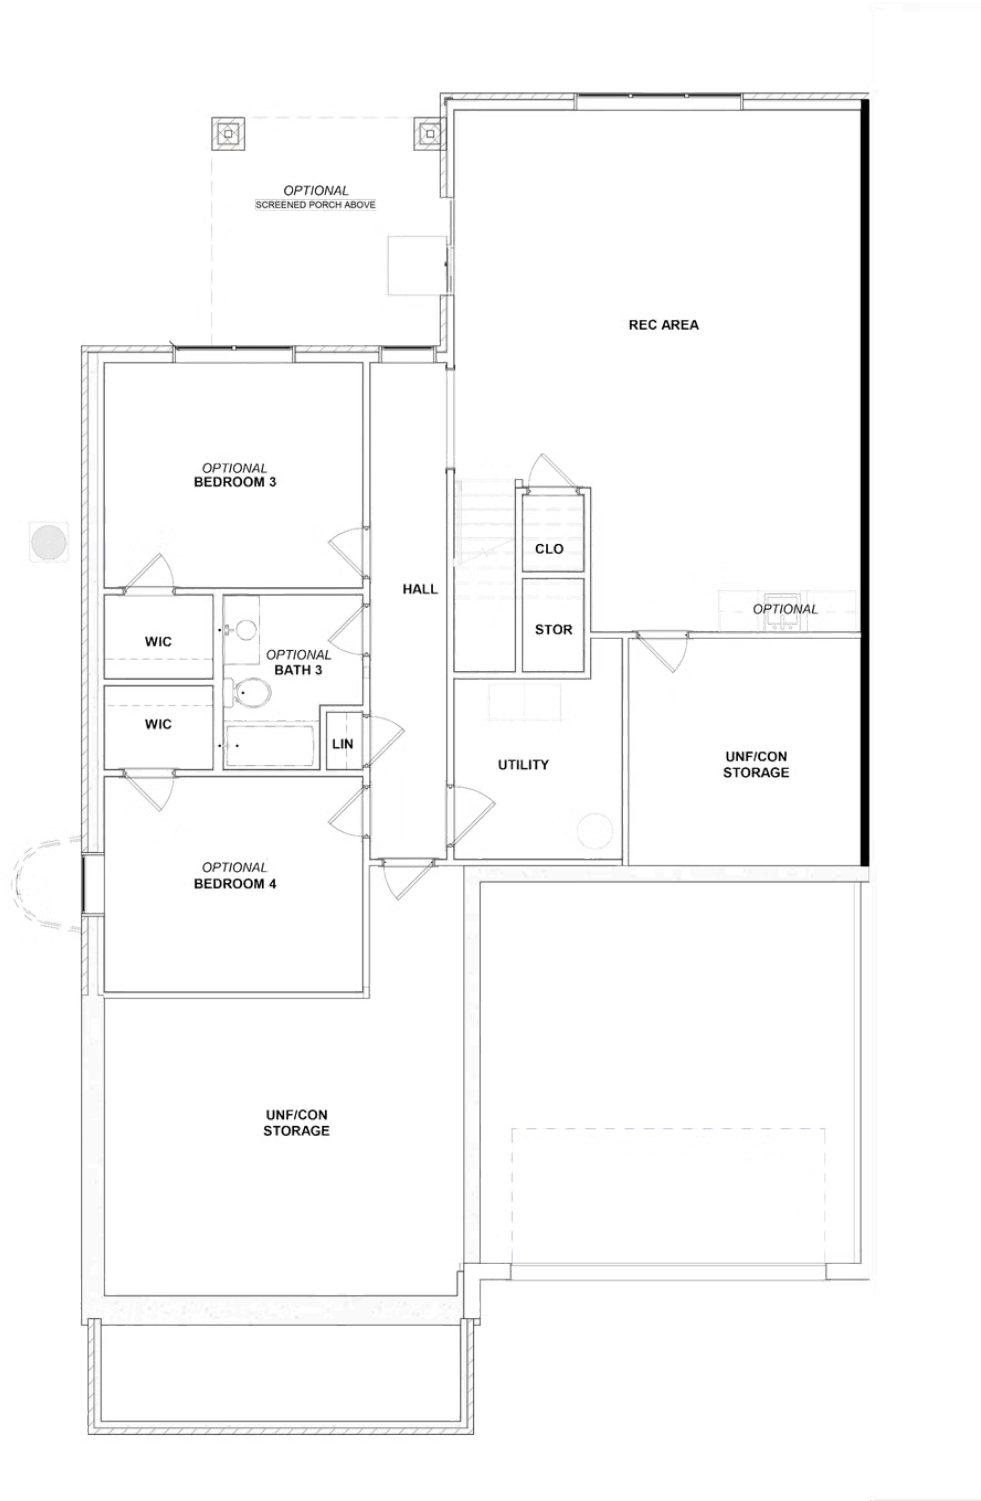 OPTIONAL
SCREENED PORCH ABOVE
REC AREA
OPTIONAL
BEDROOM 3
CLO
HALL
OPTIONAL
STOR
WIC
OPTIONAL
BATH 3
WIC
LIN
UTILITY
UNF/CON
STORAGE
OPTIONAL
BEDROOM 4
UNF/CON
STORAGE